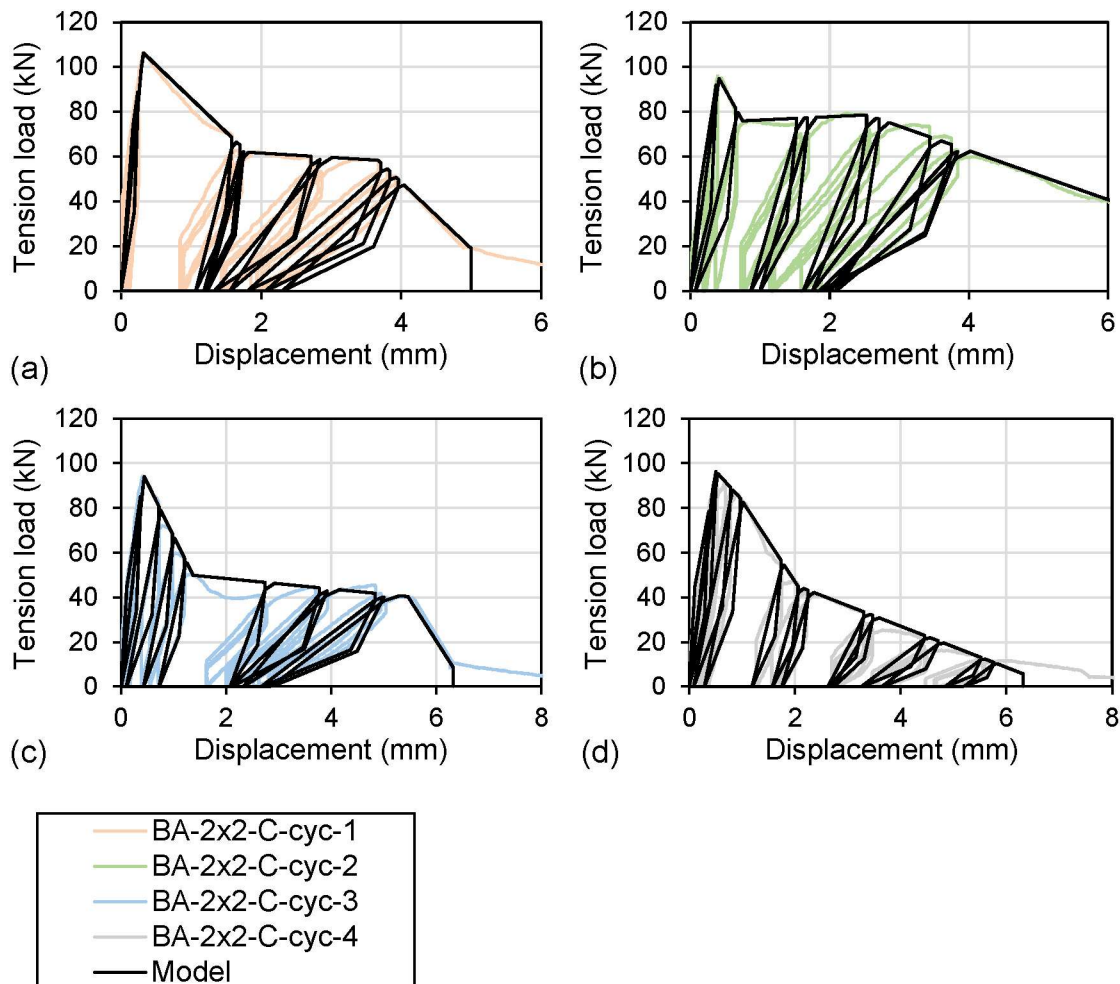 120
100
80
60
40
20
0
Tension load (kN)
0 2 4 6
Displacement (mm)
(a)
120
100
80
60
40
20
0
Tension load (kN)
0 2 4 6
Displacement (mm)
(b)
120
100
80
60
40
20
0
Tension load (kN)
0 2 4 6 8
Displacement (mm)
(c)
120
100
80
60
40
20
0
Tension load (kN)
0 2 4 6 8
Displacement (mm)
(d)
BA-2x2-C-cyc-1
BA-2x2-C-cyc-2
BA-2x2-C-cyc-3
BA-2x2-C-cyc-4
Model